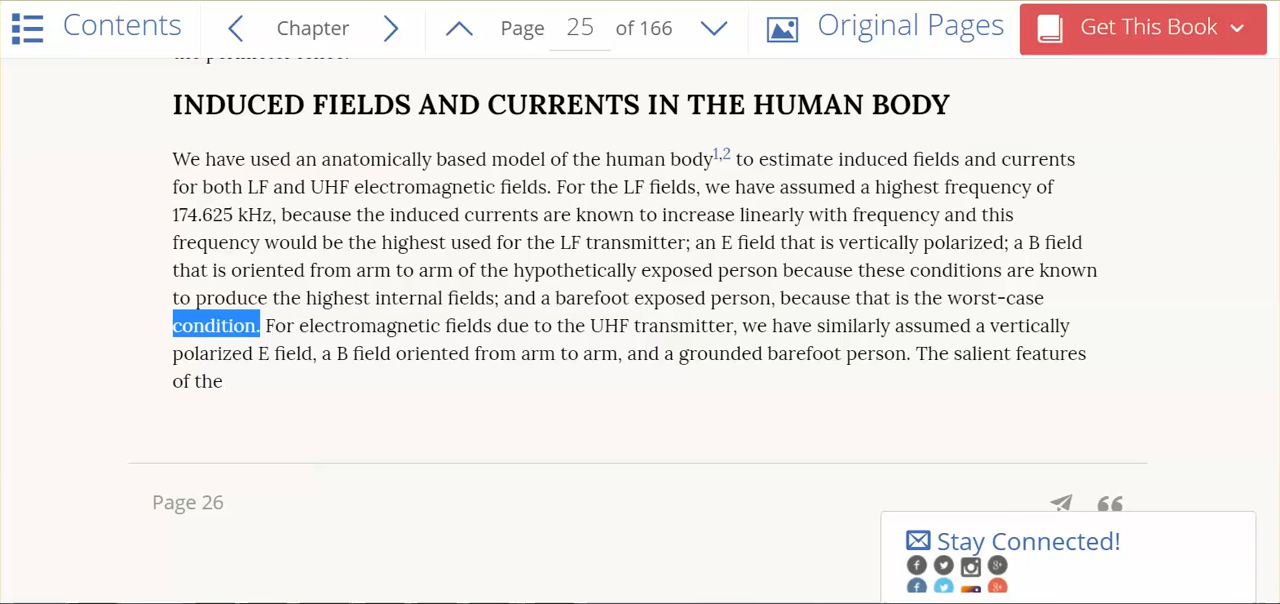 Contents
Chapter
Page 25 of 166
Original Pages
Get This Book
the perimeter fence.
INDUCED FIELDS AND CURRENTS IN THE HUMAN BODY
We have used an anatomically based model of the human body1,2 to estimate induced fields and currents
for both LF and UHF electromagnetic fields. For the LF fields, we have assumed a highest frequency of
174.625 kHz, because the induced currents are known to increase linearly with frequency and this
frequency would be the highest used for the LF transmitter; an E field that is vertically polarized; a B field
that is oriented from arm to arm of the hypothetically exposed person because these conditions are known
to produce the highest internal fields; and a barefoot exposed person, because that is the worst-case
condition. For electromagnetic fields due to the UHF transmitter, we have similarly assumed a vertically
polarized E field, a B field oriented from arm to arm, and a grounded barefoot person. The salient features
of the
Page 26
Stay Connected!